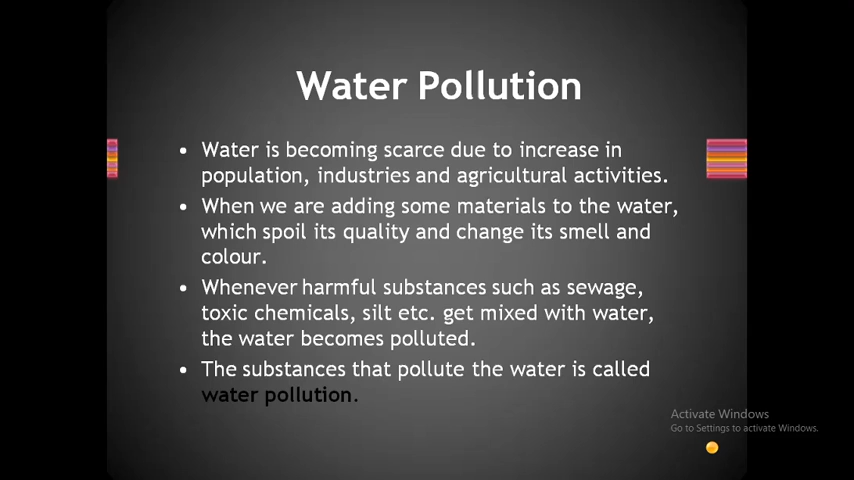 Water Pollution
• Water is becoming scarce due to increase in
population, industries and agricultural activities.
• When we are adding some materials to the water,
which spoil its quality and change its smell and
colour.
• Whenever harmful substances such as sewage,
toxic chemicals, silt etc. get mixed with water,
the water becomes polluted.
• The substances that pollute the water is called
water pollution.
Activate Windows
Go to Settings to activate Windows.